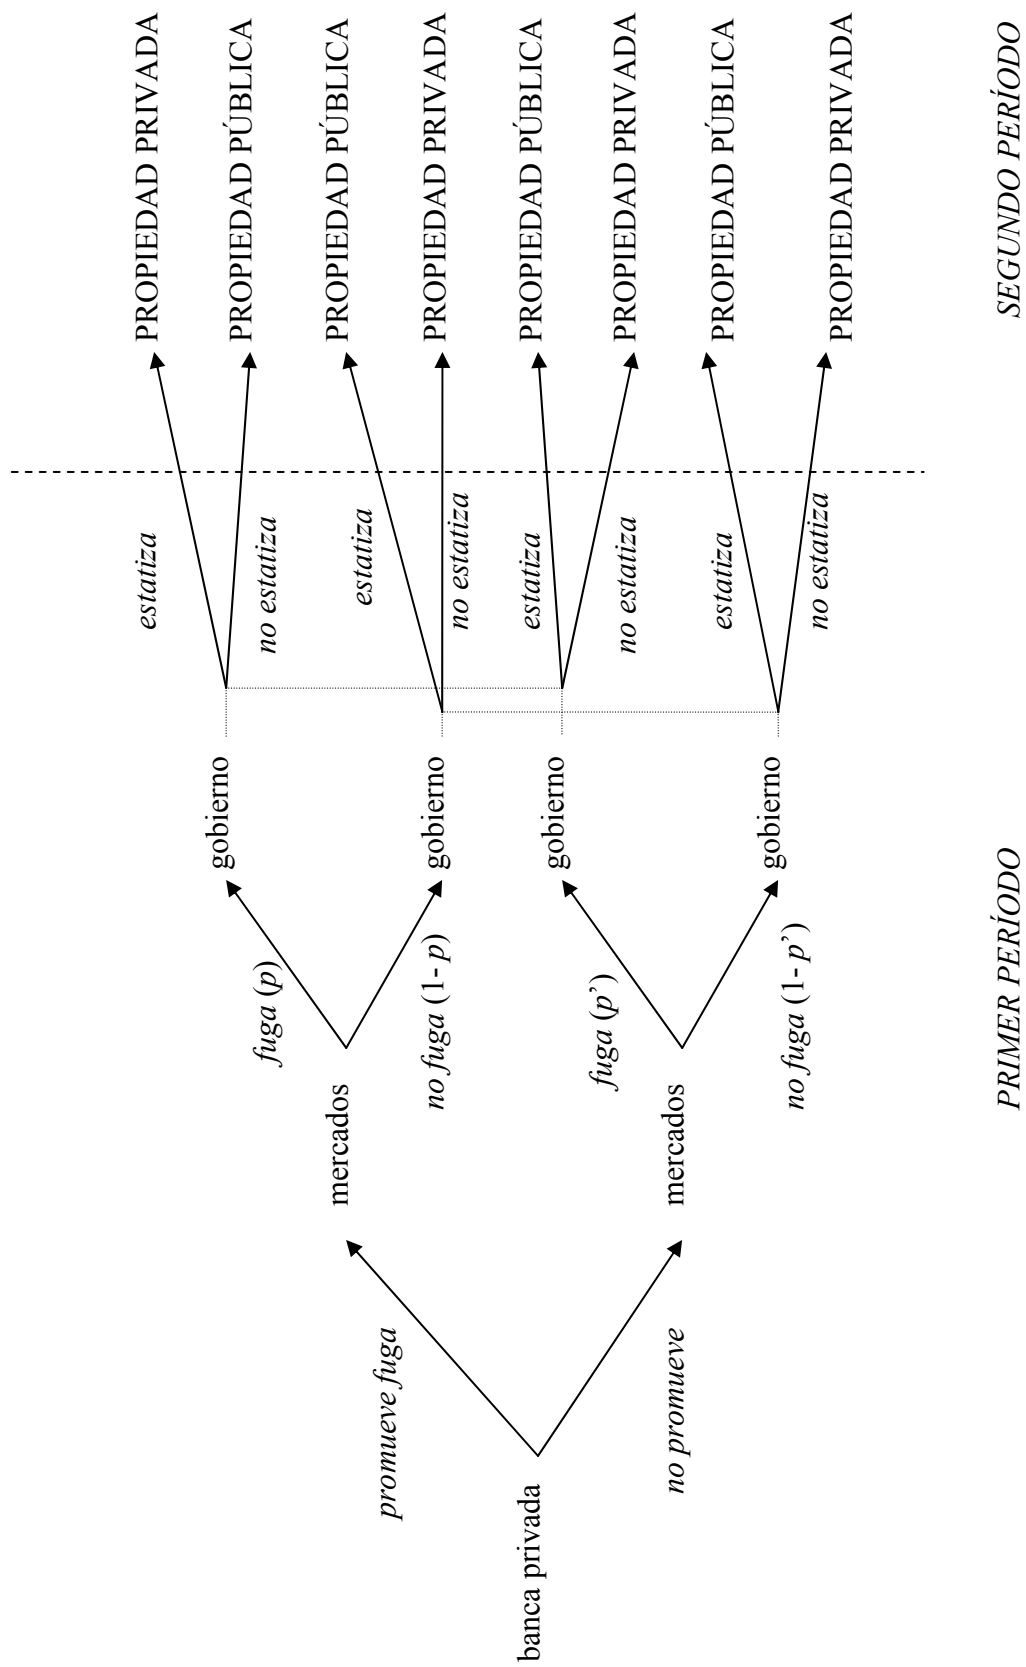 banca privada
promueve fuga
no promueve
mercados
mercados
fuga (p)
no fuga (1- p)
fuga (p’)
no fuga (1- p’)
gobierno
gobierno
gobierno
gobierno
estatiza
no estatiza
estatiza
no estatiza
estatiza
no estatiza
estatiza
no estatiza
PROPIEDAD PRIVADA
PROPIEDAD PÚBLICA
PROPIEDAD PÚBLICA
PROPIEDAD PRIVADA
PROPIEDAD PÚBLICA
PROPIEDAD PRIVADA
PROPIEDAD PÚBLICA
PROPIEDAD PRIVADA
PRIMER PERÍODO
SEGUNDO PERÍODO